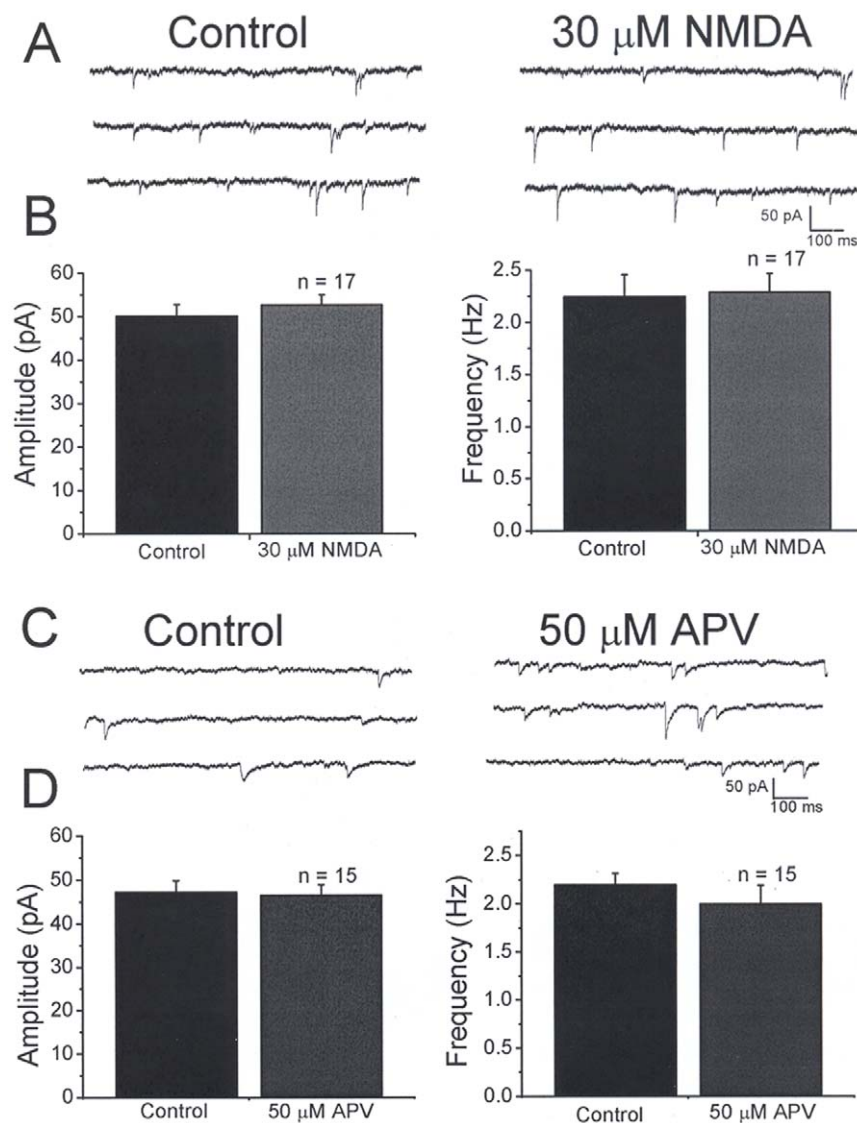 A
Control
30 μM NMDA
50 pA
100 ms
B
n = 17
Amplitude (pA)
60
50
40
30
20
10
0
Control
30 μM NMDA
n = 17
Frequency (Hz)
2.5
2.0
1.5
1.0
0.5
0.0
Control
30 μM NMDA
C
Control
50 μM APV
50 pA
100 ms
D
n = 15
Amplitude (pA)
60
50
40
30
20
10
0
Control
50 μM APV
n = 15
Frequency (Hz)
2.5
2.0
1.5
1.0
0.5
0.0
Control
50 μM APV